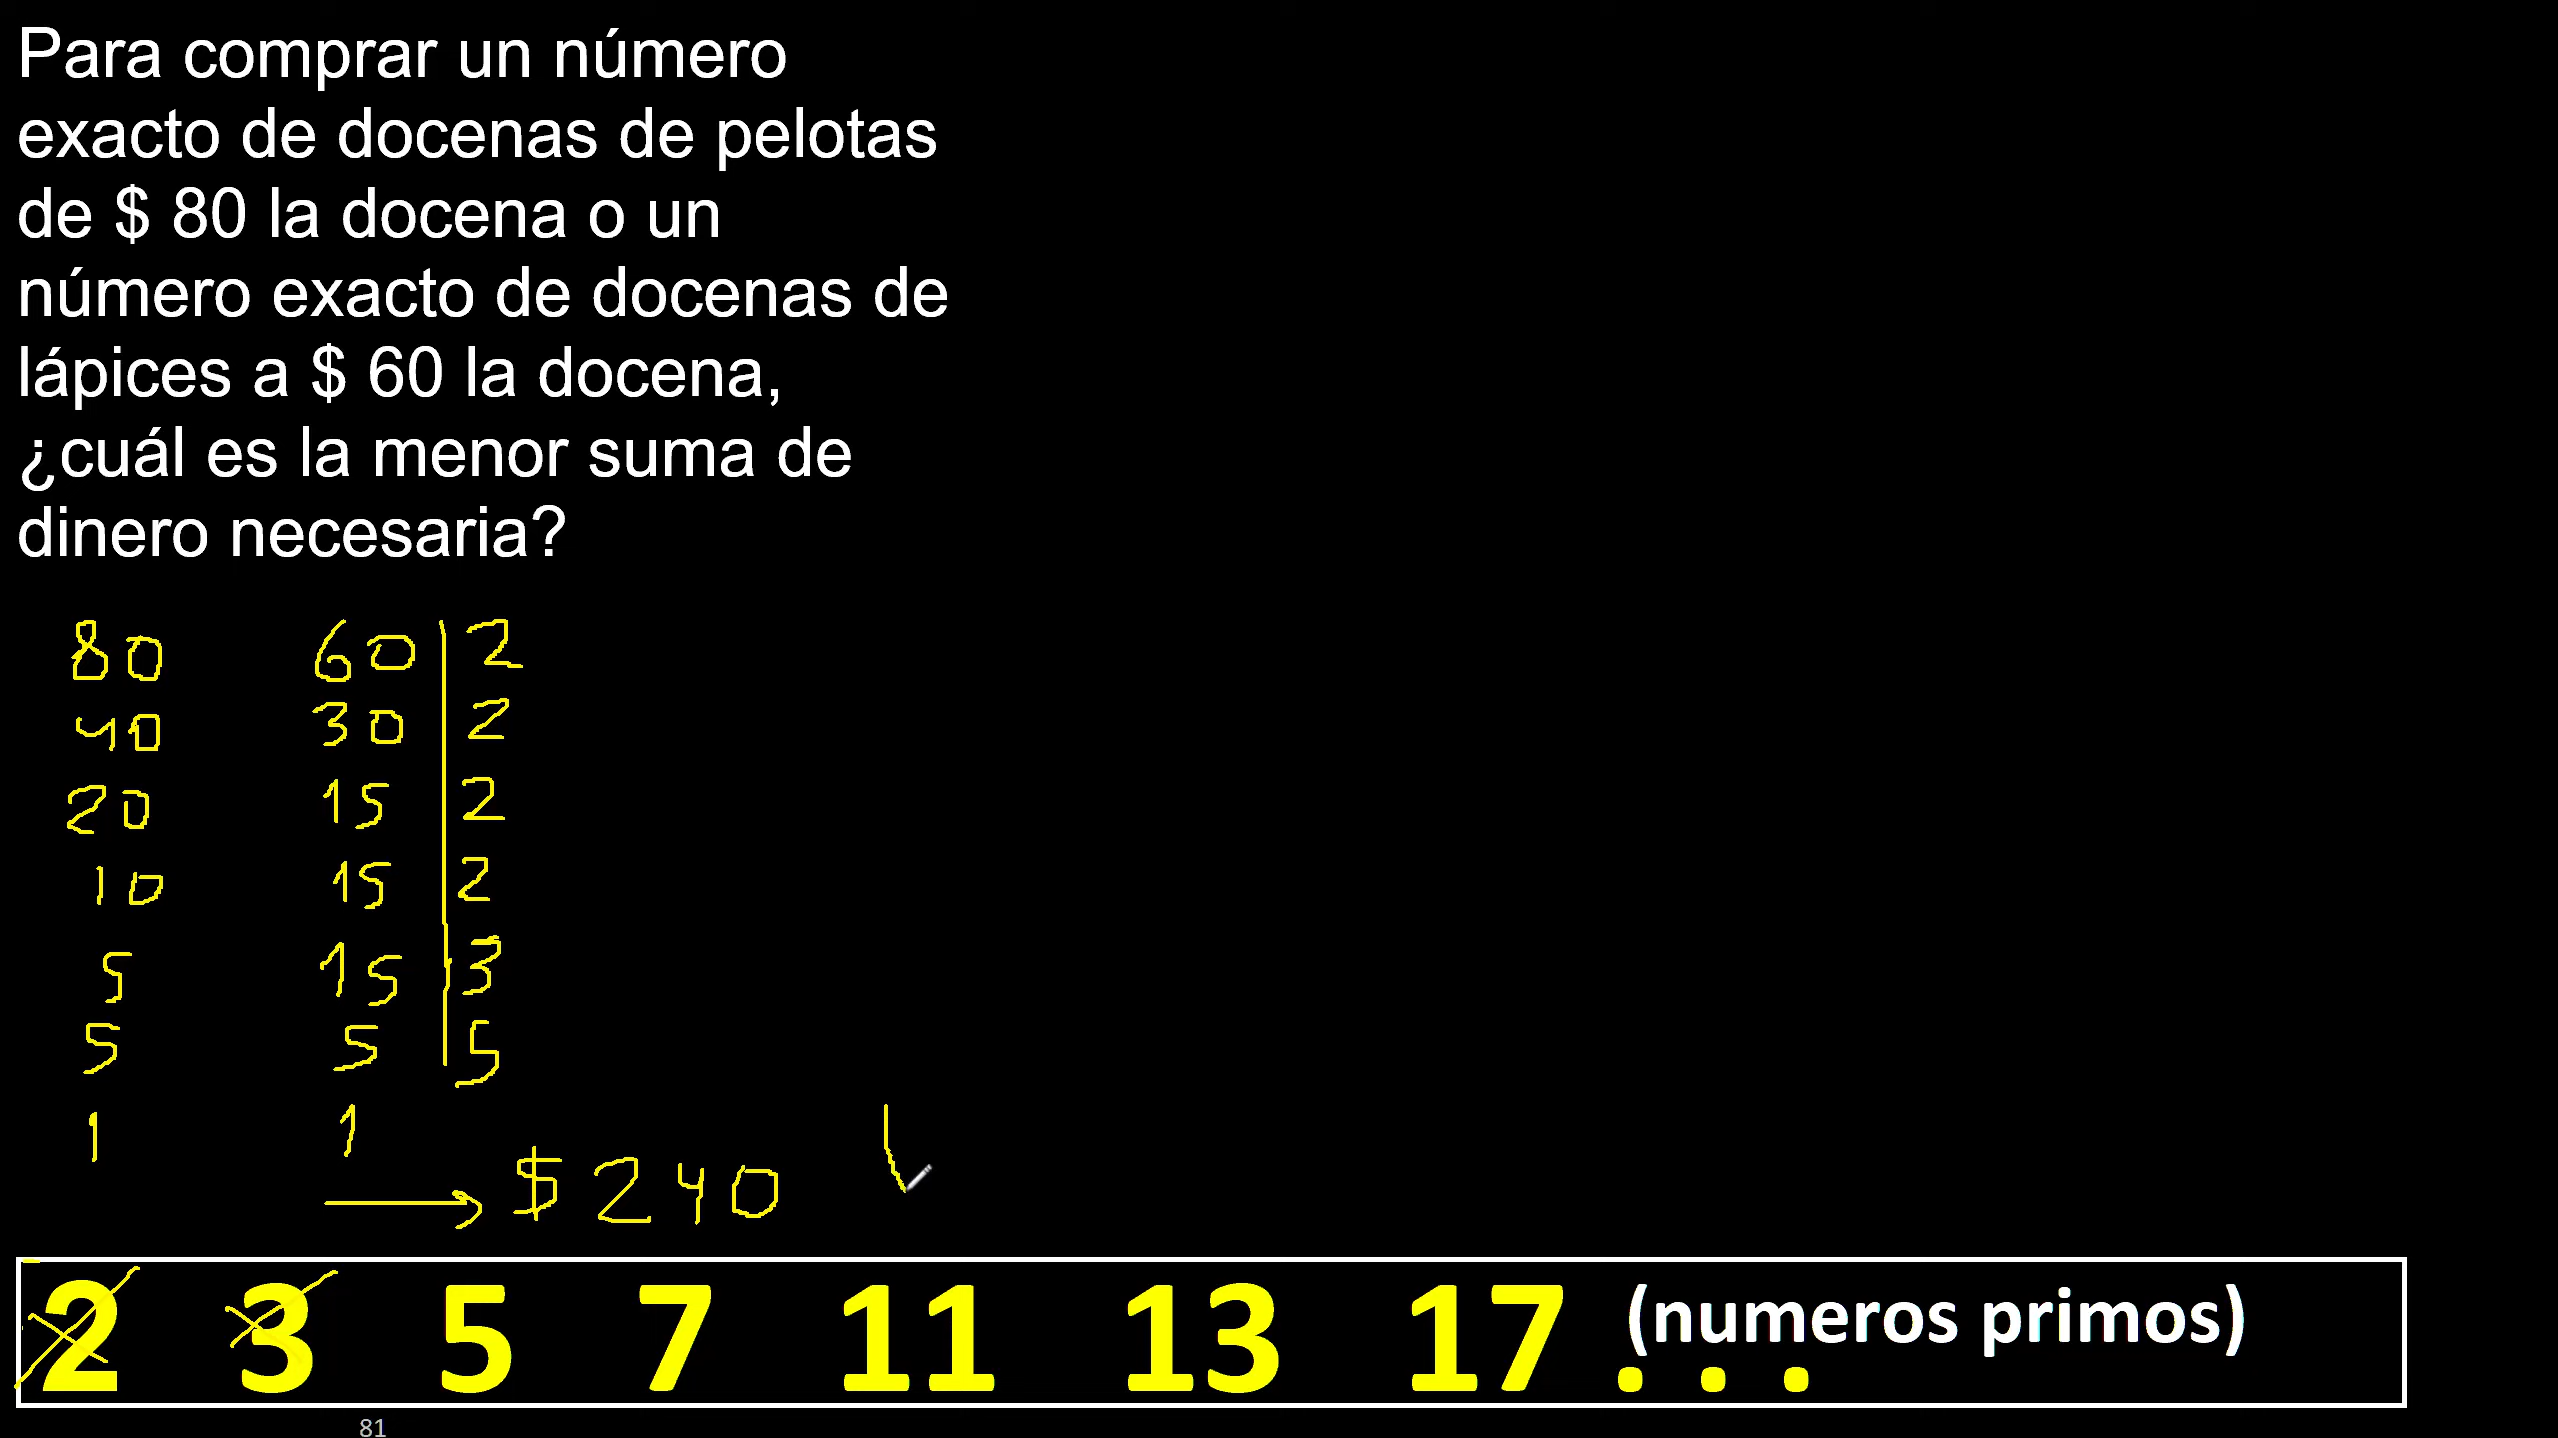 Para comprar un número
exacto de docenas de pelotas
de $ 80 la docena o un
número exacto de docenas de
lápices a $ 60 la docena,
¿cuál es la menor suma de
dinero necesaria?
80 60 2
40 30 2
20 15 2
10 15 2
5 15 3
5 5 5
1 1
$ 240
2 3 5 7 11 13 17 . . . (numeros primos)
81